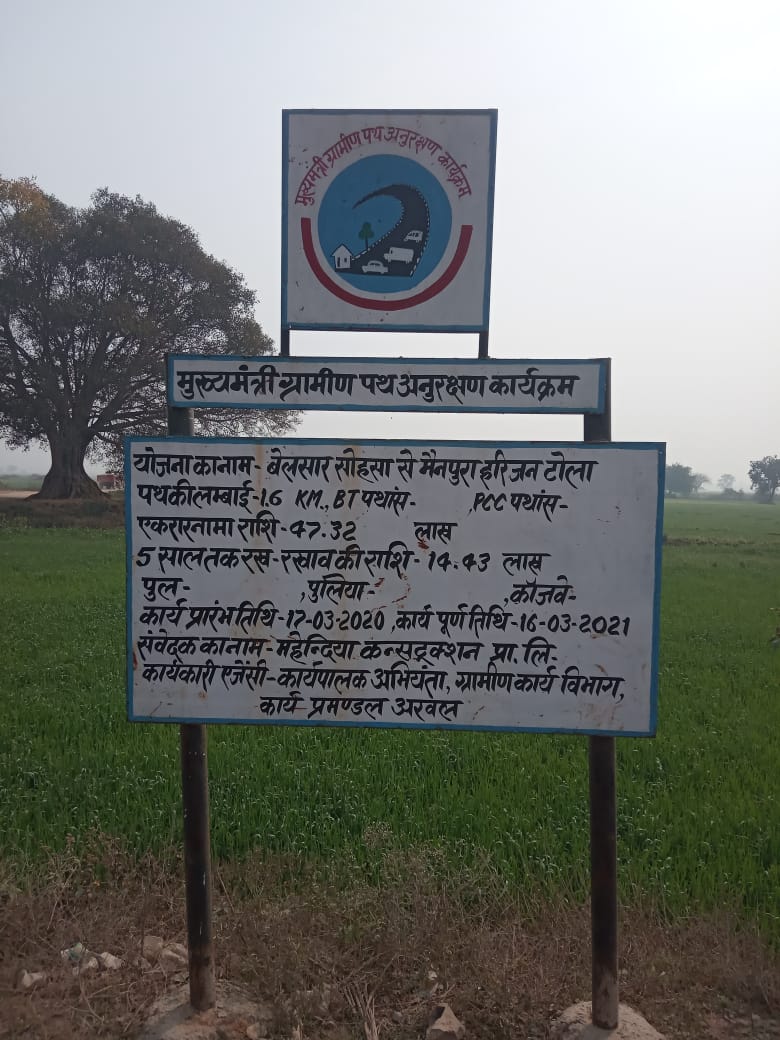 मुख्यमंत्री ग्रामीण पथ अनुरक्षण कार्यक्रम
मुख्यमंत्री ग्रामीण पथ अनुरक्षण कार्यक्रम
योजना का नाम - बेलसार सोहसा से मैनपुरा हरिजन टोला
पथ की लम्बाई - 1.6 KM., BT पथांस- ,PCC पथांस-
एकरारनामा राशि - 47.32 लाख
5 साल तक रख-रखाव की राशि - 14.43 लाख
पुल- ,पुलिया- ,कॉजवे-
कार्य प्रारंभ तिथि - 17-03-2020 ,कार्य पूर्ण तिथि - 16-03-2021
संवेदक का नाम - महेन्दिया कन्सट्रक्शन प्रा. लि.
कार्यकारी एजेंसी - कार्यपालक अभियंता, ग्रामीण कार्य विभाग,
कार्य प्रमण्डल अरवल